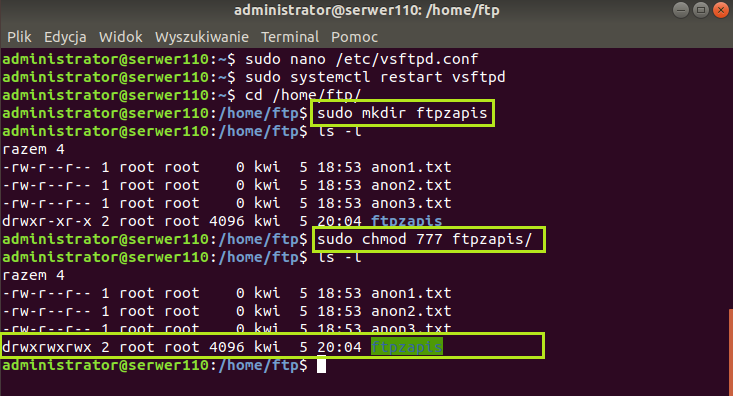 administrator@serwer110: /home/ftp
Plik Edycja Widok Wyszukiwanie Terminal Pomoc
administrator@serwer110:~$ sudo nano /etc/vsftpd.conf
administrator@serwer110:~$ sudo systemctl restart vsftpd
administrator@serwer110:~$ cd /home/ftp/
administrator@serwer110:/home/ftp$ sudo mkdir ftpzapis
administrator@serwer110:/home/ftp$ ls -l
razem 4
-rw-r--r-- 1 root root    0 kwi  5 18:53 anon1.txt
-rw-r--r-- 1 root root    0 kwi  5 18:53 anon2.txt
-rw-r--r-- 1 root root    0 kwi  5 18:53 anon3.txt
drwxr-xr-x 2 root root 4096 kwi  5 20:04 ftpzapis
administrator@serwer110:/home/ftp$ sudo chmod 777 ftpzapis/
administrator@serwer110:/home/ftp$ ls -l
razem 4
-rw-r--r-- 1 root root    0 kwi  5 18:53 anon1.txt
-rw-r--r-- 1 root root    0 kwi  5 18:53 anon2.txt
-rw-r--r-- 1 root root    0 kwi  5 18:53 anon3.txt
drwxrwxrwx 2 root root 4096 kwi  5 20:04 ftpzapis
administrator@serwer110:/home/ftp$